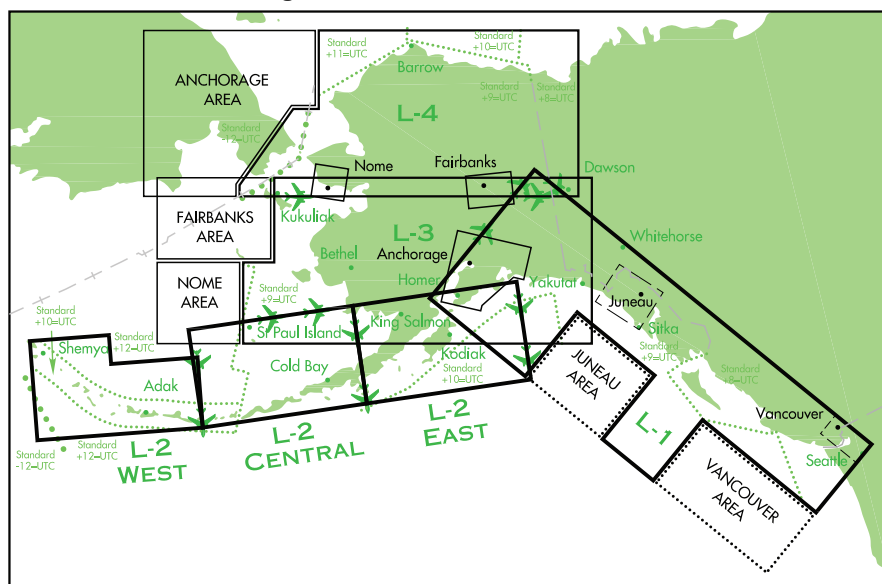 Standard
+11=UTC
Standard
+10=UTC
Barrow
Standard
+9=UTC
Standard
+8=UTC
ANCHORAGE
AREA
L-4
Standard
-12=UTC
Nome
Fairbanks
Dawson
Kukuliak
FAIRBANKS
AREA
L-3
Whitehorse
Bethel
Anchorage
Homer
Yakutat
NOME
AREA
Standard
+9=UTC
Juneau
St Paul Island
King Salmon
Sitka
Standard
+10=UTC
Shemya
Standard
+12=UTC
Kodiak
JUNEAU
AREA
Standard
+9=UTC
Cold Bay
Standard
+10=UTC
Adak
Standard
+8=UTC
L-2
WEST
L-2
CENTRAL
L-2
EAST
L-1
Vancouver
Seattle
Standard
-12=UTC
Standard
+12=UTC
VANCOUVER
AREA